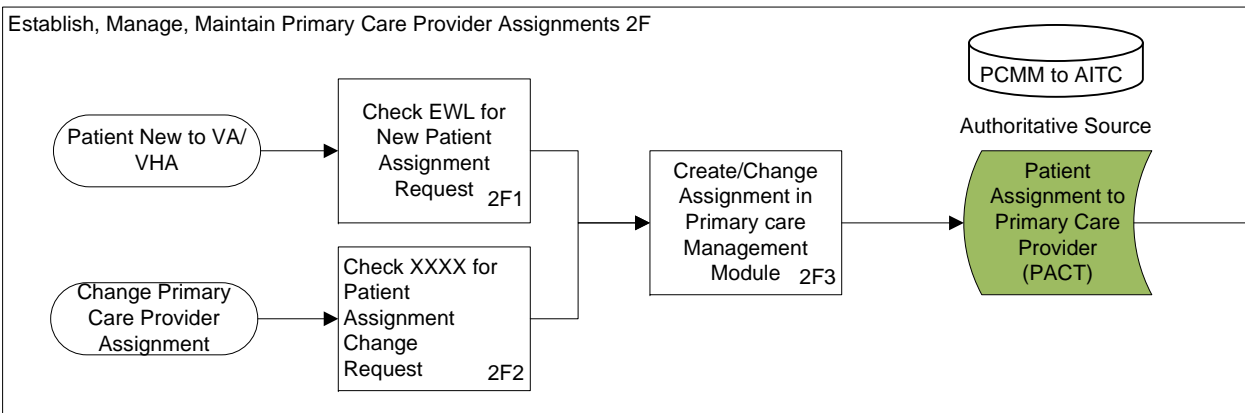 Establish, Manage, Maintain Primary Care Provider Assignments 2F
Patient New to VA/
VHA
Check EWL for
New Patient
Assignment
Request
2F1
Change Primary
Care Provider
Assignment
Check XXXX for
Patient
Assignment
Change
Request
2F2
Create/Change
Assignment in
Primary care
Management
Module
2F3
PCMM to AITC
Authoritative Source
Patient
Assignment to
Primary Care
Provider
(PACT)